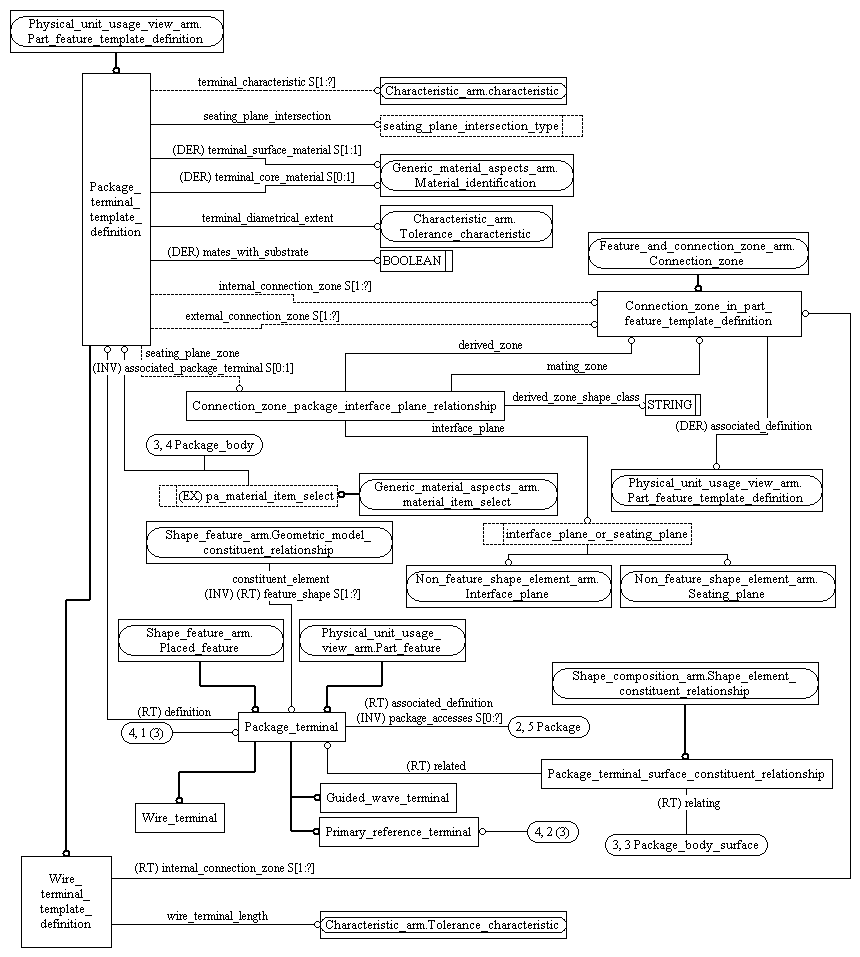 Physical_unit_usage_view_arm.
Part_feature_template_definition
terminal_characteristic S[1:?]
Characteristic_arm.characteristic
seating_plane_intersection
seating_plane_intersection_type
(DER) terminal_surface_material S[1:1]
Generic_material_aspects_arm.
Material_identification
(DER) terminal_core_material S[0:1]
Package_
terminal_
template_
definition
terminal_diametrical_extent
Characteristic_arm.
Tolerance_characteristic
(DER) mates_with_substrate
BOOLEAN
Feature_and_connection_zone_arm.
Connection_zone
internal_connection_zone S[1:?]
external_connection_zone S[1:?]
Connection_zone_in_part_
feature_template_definition
seating_plane_zone
(INV) associated_package_terminal S[0:1]
derived_zone
mating_zone
Connection_zone_package_interface_plane_relationship
derived_zone_shape_class
STRING
interface_plane
(DER) associated_definition
3, 4 Package_body
(EX) pa_material_item_select
Generic_material_aspects_arm.
material_item_select
Physical_unit_usage_view_arm.
Part_feature_template_definition
Shape_feature_arm.Geometric_model_
constituent_relationship
interface_plane_or_seating_plane
constituent_element
(INV) (RT) feature_shape S[1:?]
Non_feature_shape_element_arm.
Interface_plane
Non_feature_shape_element_arm.
Seating_plane
Shape_feature_arm.
Placed_feature
Physical_unit_usage_
view_arm.Part_feature
Shape_composition_arm.Shape_element_
constituent_relationship
(RT) definition
4, 1 (3)
Package_terminal
(RT) associated_definition
(INV) package_accesses S[0:?]
2, 5 Package
(RT) related
Package_terminal_surface_constituent_relationship
Wire_terminal
Guided_wave_terminal
(RT) relating
Primary_reference_terminal
4, 2 (3)
3, 3 Package_body_surface
Wire_
terminal_
template_
definition
(RT) internal_connection_zone S[1:?]
wire_terminal_length
Characteristic_arm.Tolerance_characteristic